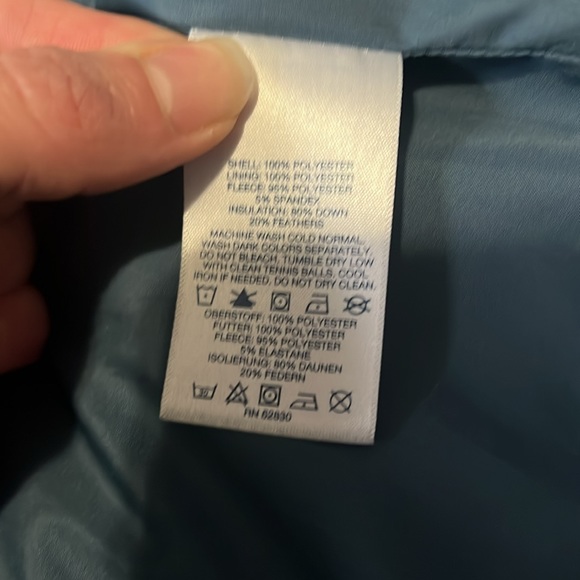 SHELL: 100% POLYESTER
LINING: 100% POLYESTER
FLEECE: 95% POLYESTER
5% SPANDEX
INSULATION: 80% DOWN
20% FEATHERS
MACHINE WASH COLD NORMAL,
WASH DARK COLORS SEPARATELY,
DO NOT BLEACH. TUMBLE DRY LOW
WITH CLEAN TENNIS BALLS. COOL
IRON IF NEEDED. DO NOT DRY CLEAN.
OBERSTOFF: 100% POLYESTER
FUTTER: 100% POLYESTER
FLEECE: 95% POLYESTER
5% ELASTANE
ISOLIERUNG: 80% DAUNEN
20% FEDERN
30
RN 62830